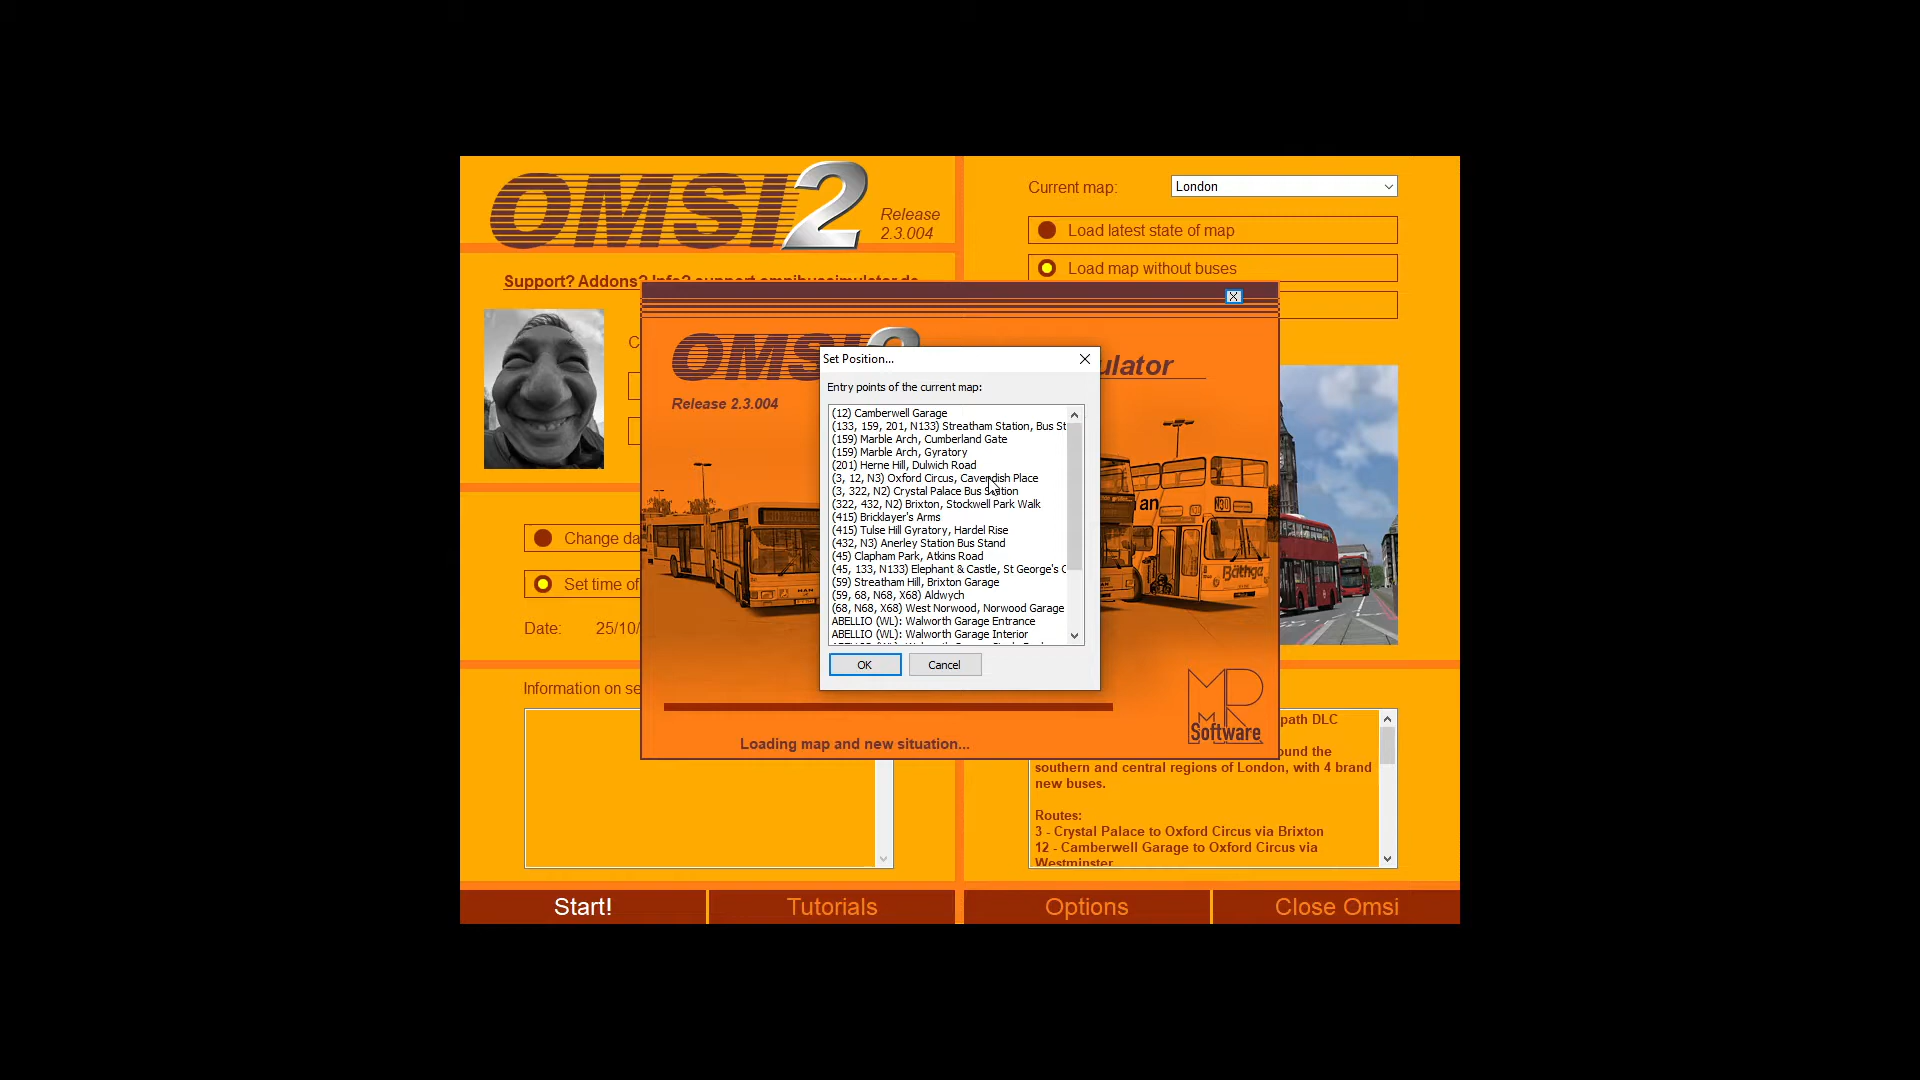 OMSI 2
Release
2.3.004
Support? Addons? Info? support.omnibussimulator.de
Current map:
London
Load latest state of map
Load map without buses
X
OMSI 2
ulator
Release 2.3.004
Set Position...
Entry points of the current map:
(12) Camberwell Garage
(133, 159, 201, N133) Streatham Station, Bus St
(159) Marble Arch, Cumberland Gate
(159) Marble Arch, Gyratory
(201) Herne Hill, Dulwich Road
(3, 12, N3) Oxford Circus, Cavendish Place
(3, 322, N2) Crystal Palace Bus Station
(322, 432, N2) Brixton, Stockwell Park Walk
(415) Bricklayer's Arms
(415) Tulse Hill Gyratory, Hardel Rise
(432, N3) Anerley Station Bus Stand
(45) Clapham Park, Atkins Road
(45, 133, N133) Elephant & Castle, St George's C
(59) Streatham Hill, Brixton Garage
(59, 68, N68, X68) Aldwych
(68, N68, X68) West Norwood, Norwood Garage
ABELLIO (WL): Walworth Garage Entrance
ABELLIO (WL): Walworth Garage Interior
OK
Cancel
an
Bäthge
C
Change da
Set time of
Date:
25/10/
Information on se
MR
Software
Loading map and new situation...
path DLC
ound the
southern and central regions of London, with 4 brand
new buses.
Routes:
3 - Crystal Palace to Oxford Circus via Brixton
12 - Camberwell Garage to Oxford Circus via
Westminster
Start!
Tutorials
Options
Close Omsi